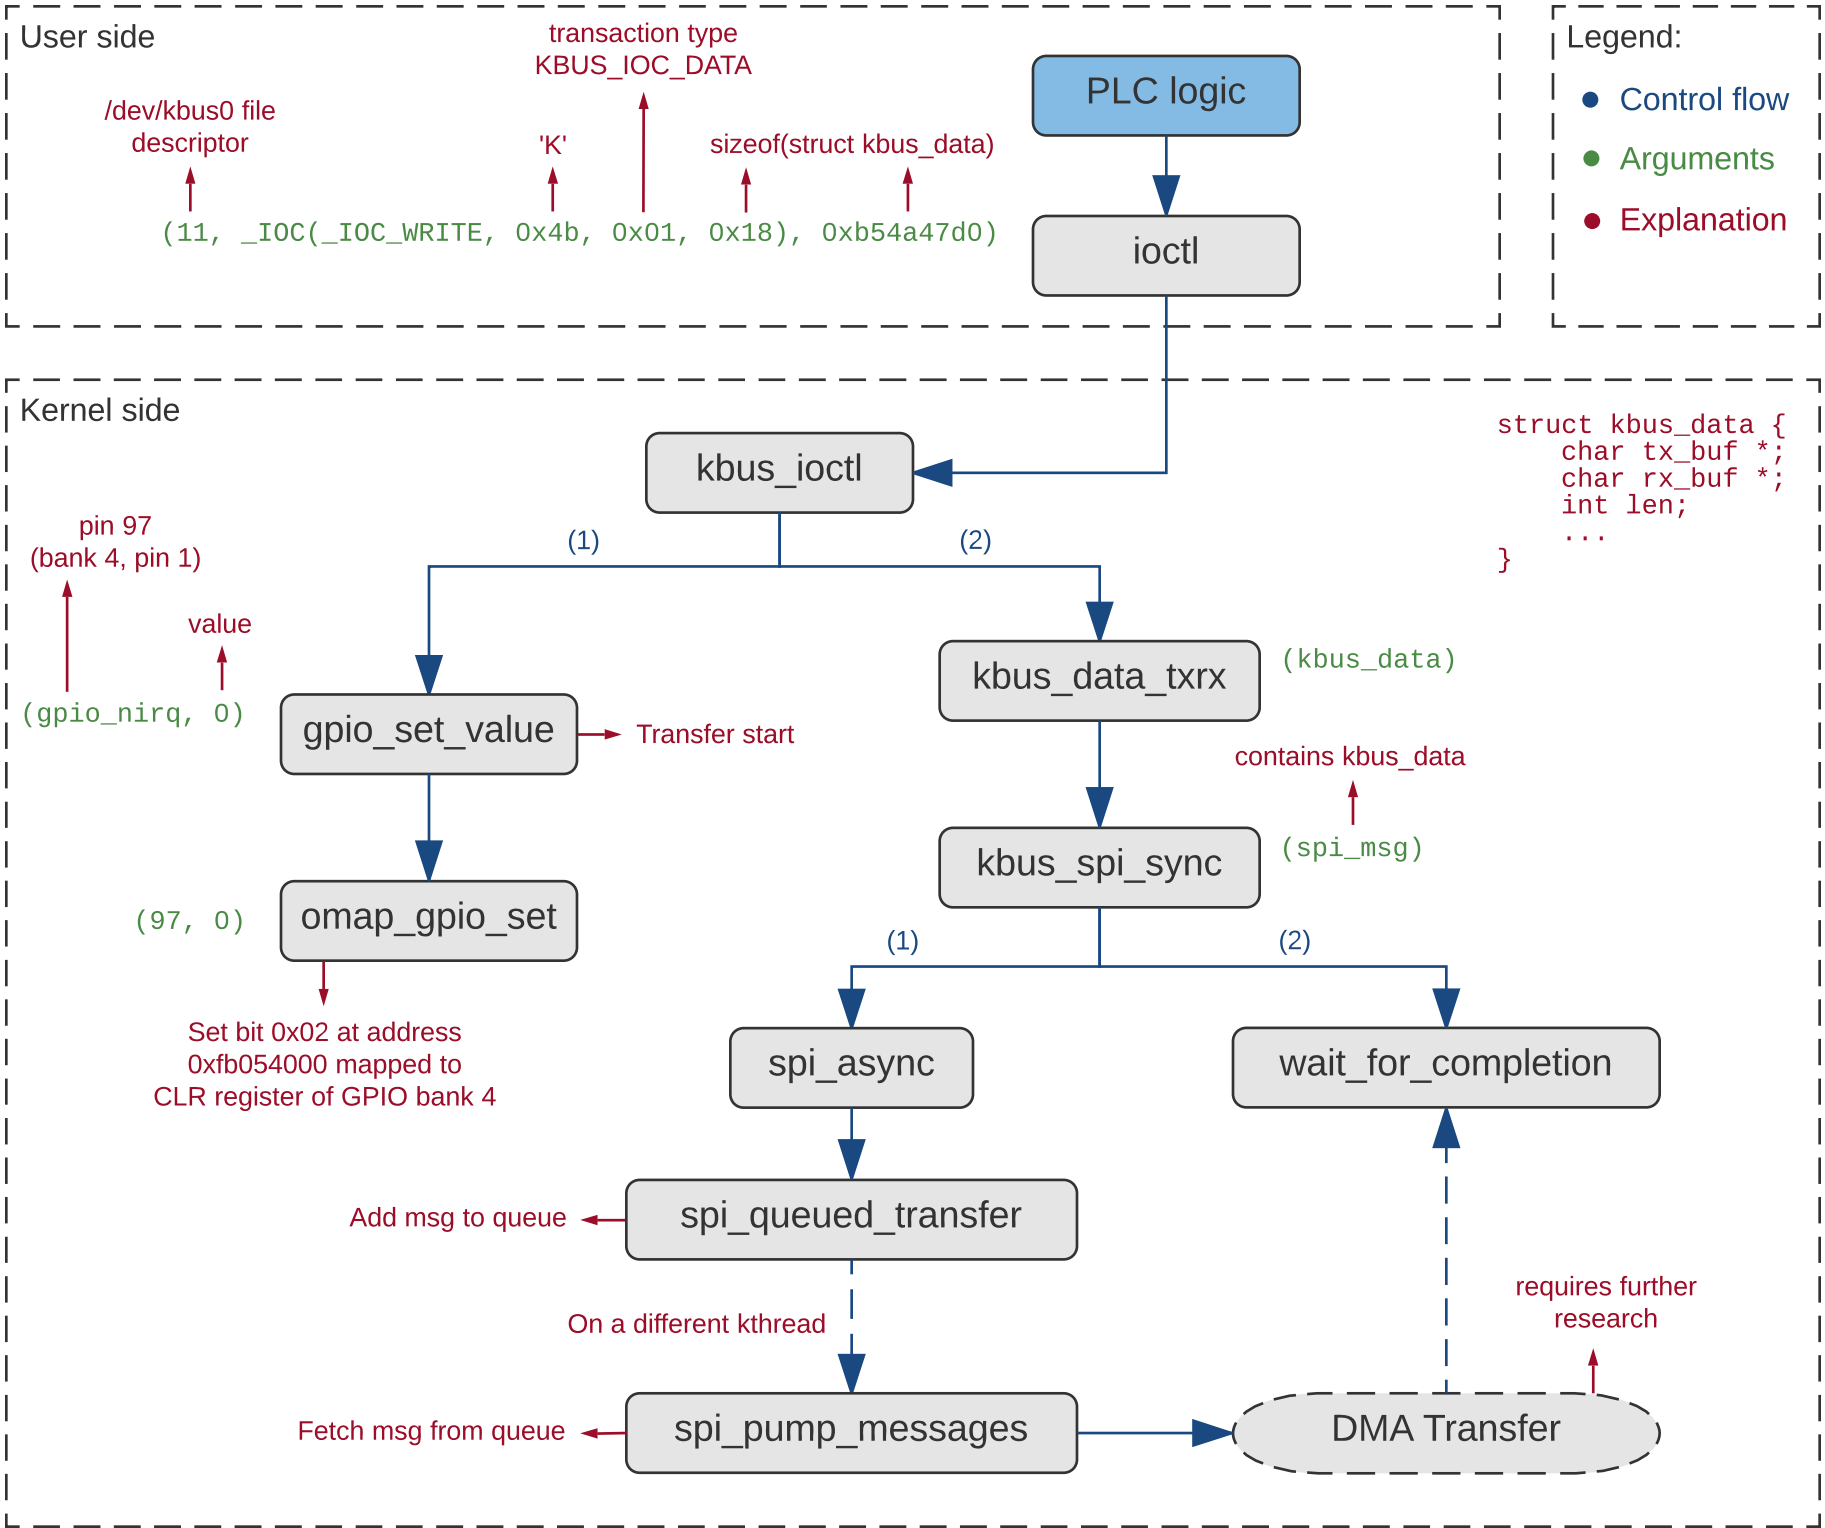 User side
transaction type
KBUS_IOC_DATA
/dev/kbus0 file
descriptor
'K'
sizeof(struct kbus_data)
(11, _IOC(_IOC_WRITE, 0x4b, 0x01, 0x18), 0xb54a47d0)
PLC logic
ioctl
Legend:
Control flow
Arguments
Explanation
Kernel side
kbus_ioctl
struct kbus_data {
char tx_buf *;
char rx_buf *;
int len;
...
}
(1)
(2)
pin 97
(bank 4, pin 1)
value
(gpio_nirq, 0)
gpio_set_value
Transfer start
kbus_data_txrx
(kbus_data)
contains kbus_data
(spi_msg)
kbus_spi_sync
(97, 0)
omap_gpio_set
Set bit 0x02 at address
0xfb054000 mapped to
CLR register of GPIO bank 4
(1)
(2)
spi_async
wait_for_completion
Add msg to queue
spi_queued_transfer
On a different kthread
requires further
research
Fetch msg from queue
spi_pump_messages
DMA Transfer